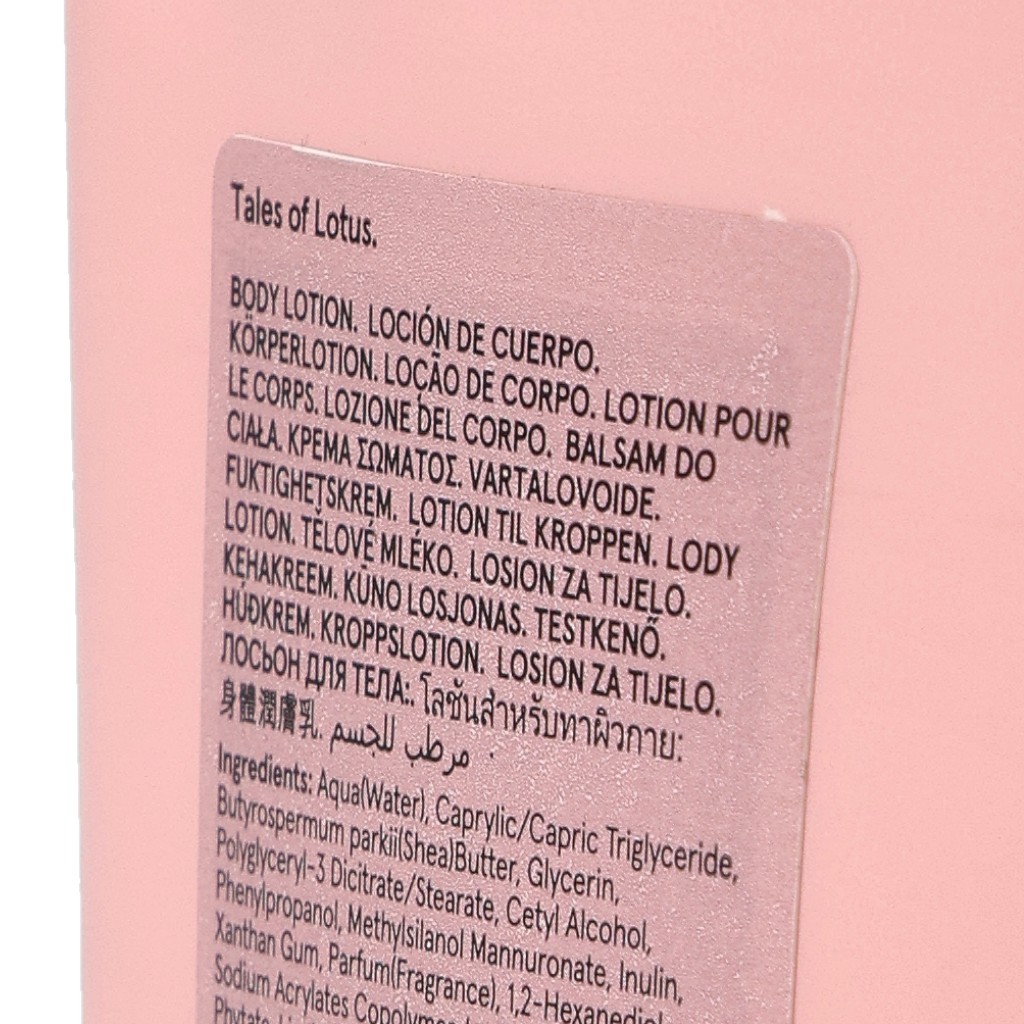 Tales of Lotus.
BODY LOTION. LOCIÓN DE CUERPO.
KÖRPERLOTION. LOÇÃO DE CORPO. LOTION POUR
LE CORPS. LOZIONE DEL CORPO. BALSAM DO
CIAŁA. ΚΡΕΜΑ ΣΩΜΑΤΟΣ. VARTALOVOIDE.
FUKTIGHETSKREM. LOTION TIL KROPPEN. LODY
LOTION. TĚLOVÉ MLÉKO. LOSION ZA TIJELO.
KEHAKREEM. KŪNO LOSJONAS. TESTKENŐ.
HÚÐKREM. KROPPSLOTION. LOSION ZA TIJELO.
ЛОСЬОН ДЛЯ ТЕЛА:. โลชันสำหรับทาผิวกาย:
身體潤膚乳. مرطب للجسم .
Ingredients: Aqua(Water), Caprylic/Capric Triglyceride,
Butyrospermum parkii(Shea)Butter, Glycerin,
Polyglyceryl-3 Dicitrate/Stearate, Cetyl Alcohol,
Phenylpropanol, Methylsilanol Mannuronate, Inulin,
Xanthan Gum, Parfum(Fragrance), 1,2-Hexanediol
Sodium Acrylates
Phytate